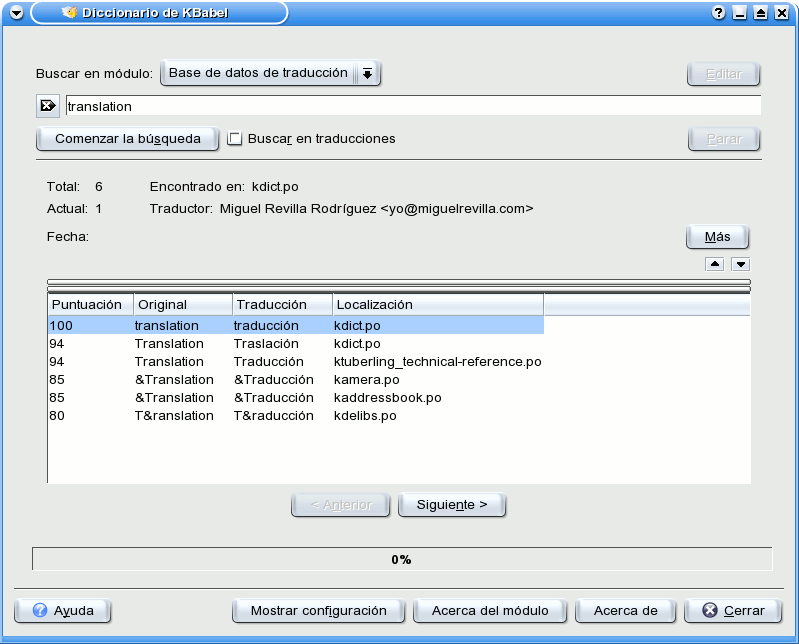 Diccionario de KBabel
Buscar en módulo: Base de datos de traducción Editar
translation
Comenzar la búsqueda Buscar en traducciones Parar
Total: 6 Encontrado en: kdict.po
Actual: 1 Traductor: Miguel Revilla Rodríguez <yo@miguelrevilla.com>
Fecha: Más
Puntuación Original Traducción Localización
100 translation traducción kdict.po
94 Translation Traslación kdict.po
94 Translation Traducción ktuberling_technical-reference.po
85 &Translation &Traducción kamera.po
85 &Translation &Traducción kaddressbook.po
80 T&ranslation T&raducción kdelibs.po
< Anterior Siguiente >
0%
Ayuda Mostrar configuración Acerca del módulo Acerca de Cerrar